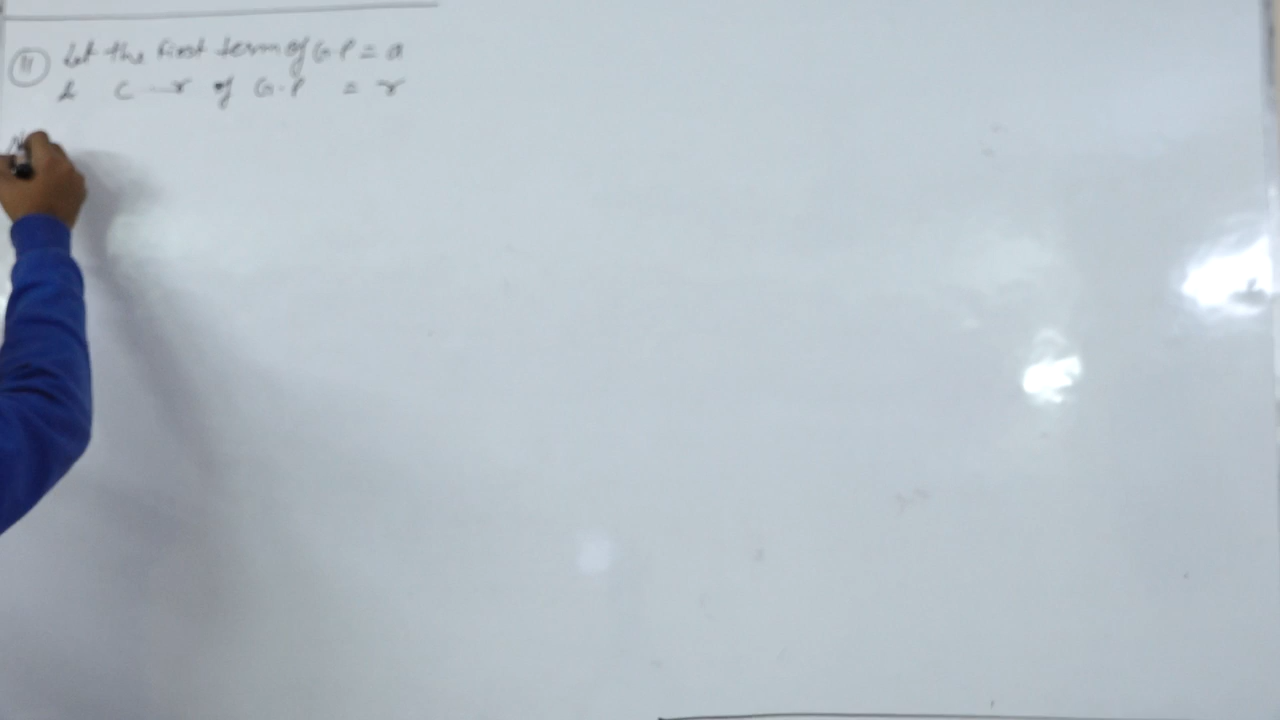 11 Let the first term of G.P = a
& c r of G.P = r